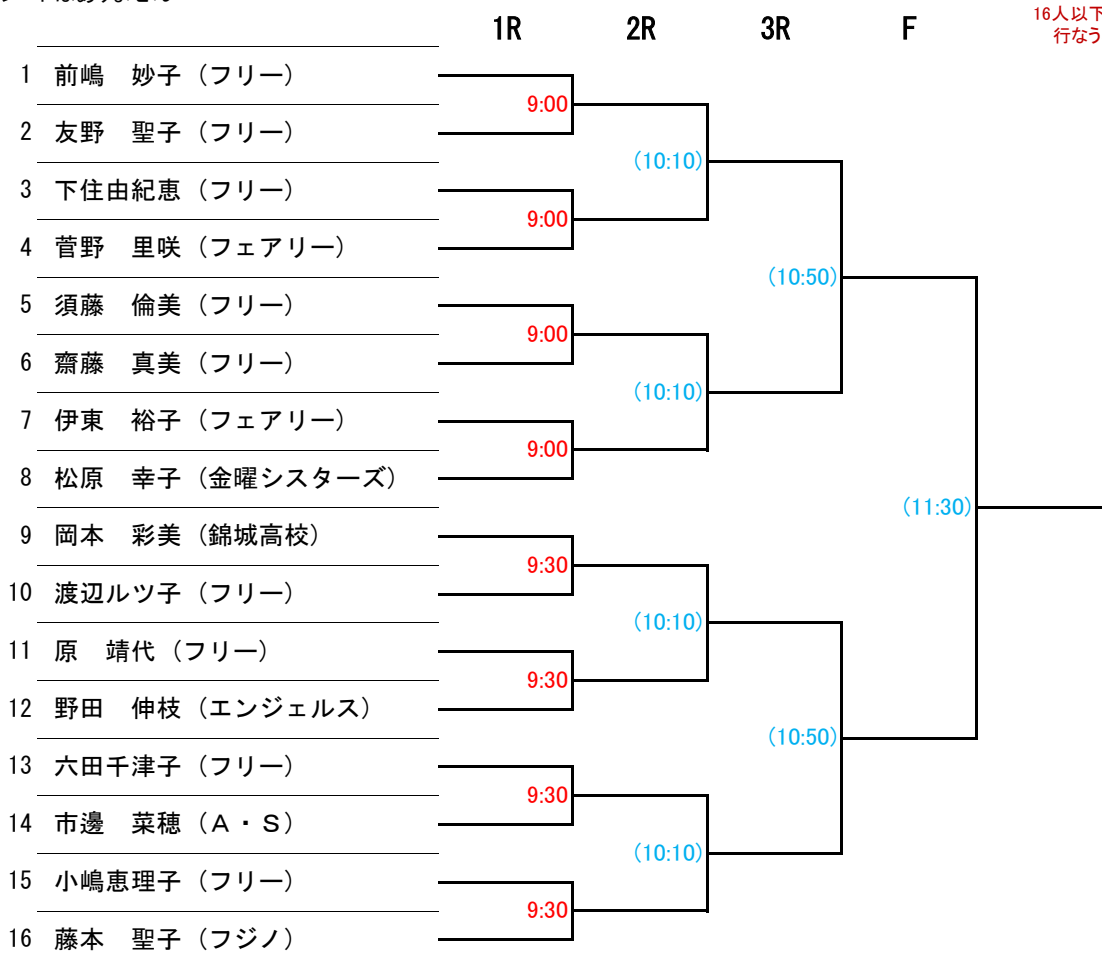 1R 2R 3R F
16人以下
行なう
1 前嶋　妙子（フリー）
9:00
2 友野　聖子（フリー）
(10:10)
3 下住由紀恵（フリー）
9:00
4 菅野　里咲（フェアリー）
(10:50)
5 須藤　倫美（フリー）
9:00
6 齋藤　真美（フリー）
(10:10)
7 伊東　裕子（フェアリー）
9:00
8 松原　幸子（金曜シスターズ）
(11:30)
9 岡本　彩美（錦城高校）
9:30
10 渡辺ルツ子（フリー）
(10:10)
11 原　靖代（フリー）
9:30
12 野田　伸枝（エンジェルス）
(10:50)
13 六田千津子（フリー）
9:30
14 市邊　菜穂（Ａ・Ｓ）
(10:10)
15 小嶋恵理子（フリー）
9:30
16 藤本　聖子（フジノ）